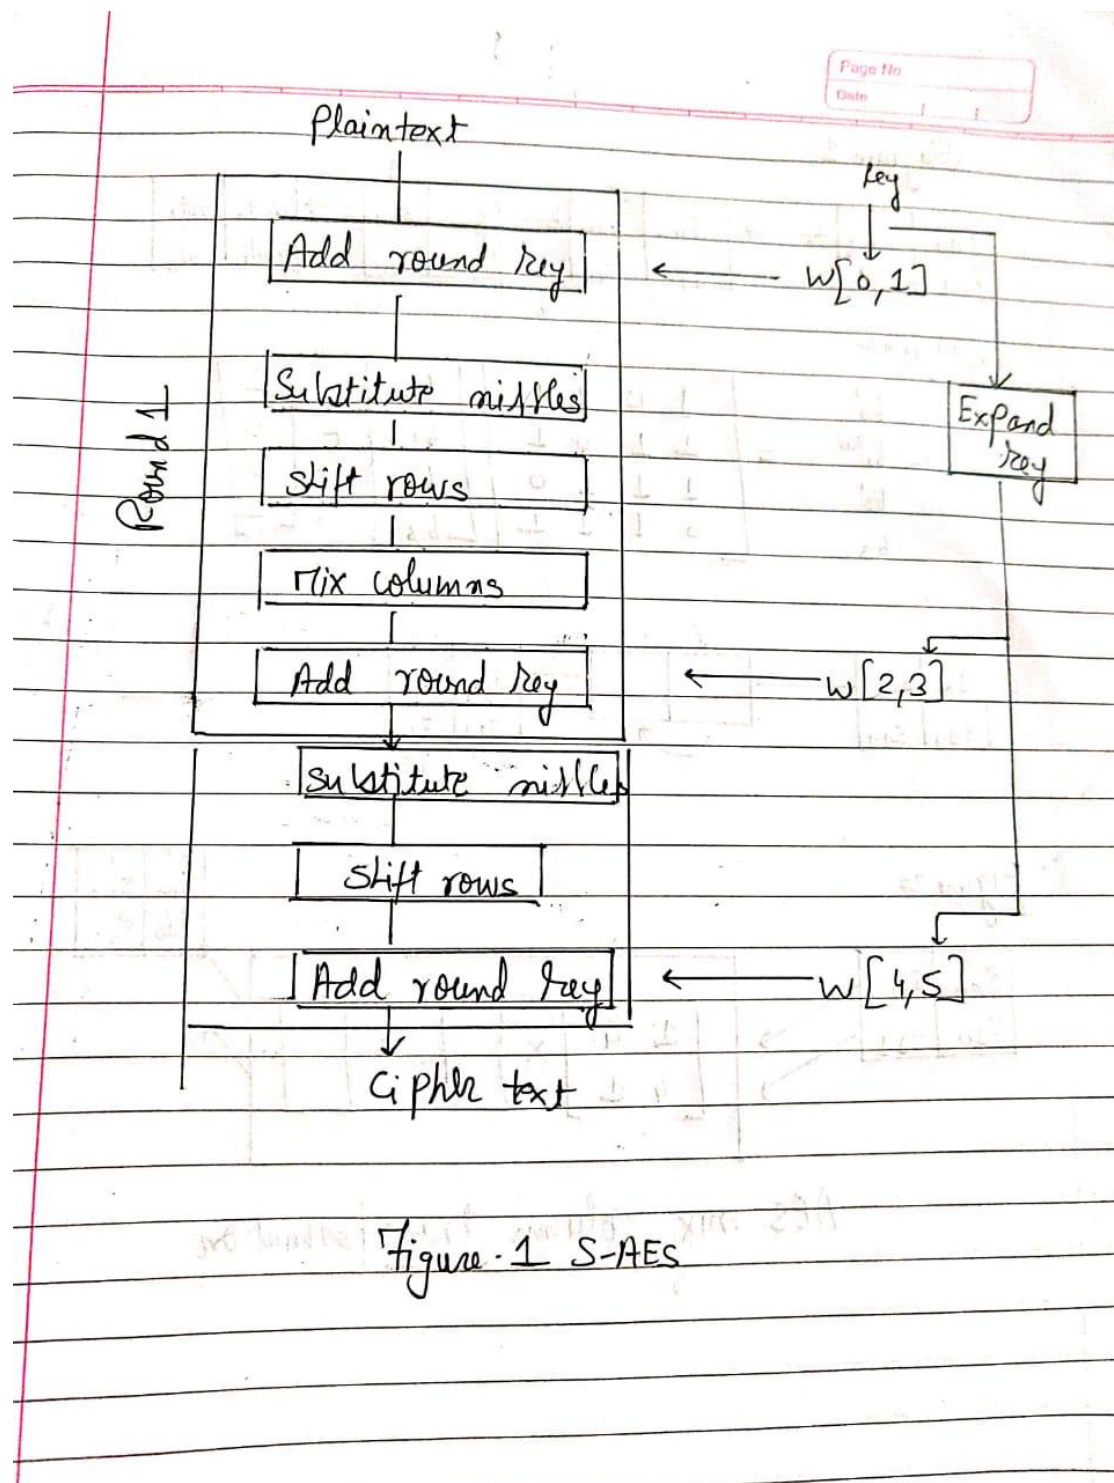 Page No.
Date
Plaintext
key
Add round key
W[0,1]
Substitute nibbles
Expand
key
Round 1
Shift rows
Mix columns
Add round key
W[2,3]
Substitute nibbles
Shift rows
Add round key
W[4,5]
Cipher text
Figure-1 S-AES